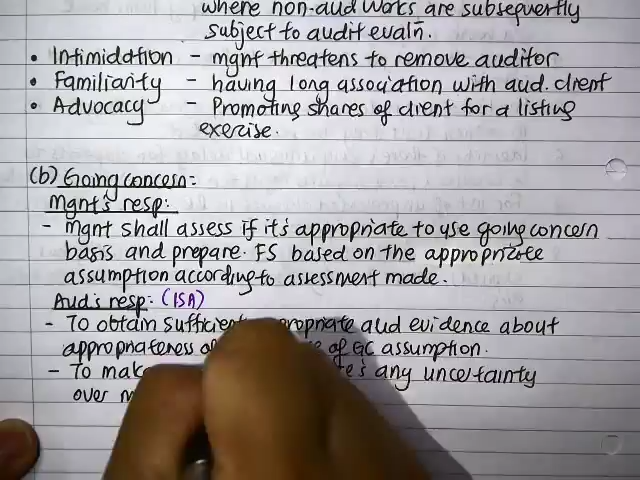 where non-aud works are subsequently
subject to audit evaln.
• Intimidation - mgnt threatens to remove auditor
• Familiarity - having long association with aud. client
• Advocacy - Promoting shares of client for a listing
exercise.
(b) Going concern:
Mgnt's resp:
- mgnt shall assess if it's appropriate to use going concern
basis and prepare FS based on the appropriate
assumption according to assessment made.
Aud's resp: (ISA)
- To obtain sufficient appropriate aud evidence about
appropriateness of GC assumption.
- To any uncertainty
over